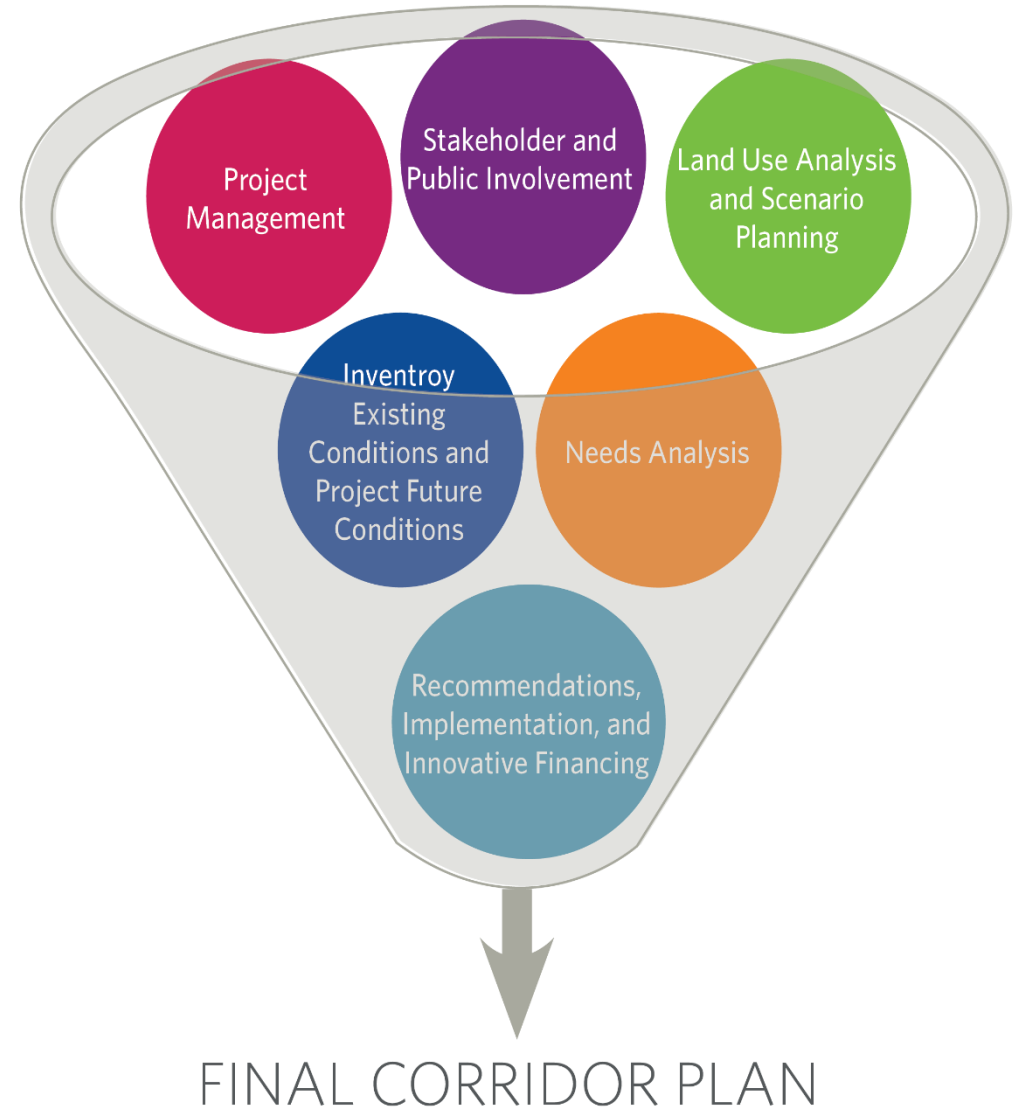 Project
Management
Stakeholder and
Public Involvement
Land Use Analysis
and Scenario
Planning
Inventroy
Existing
Conditions and
Project Future
Conditions
Needs Analysis
Recommendations,
Implementation, and
Innovative Financing
FINAL CORRIDOR PLAN